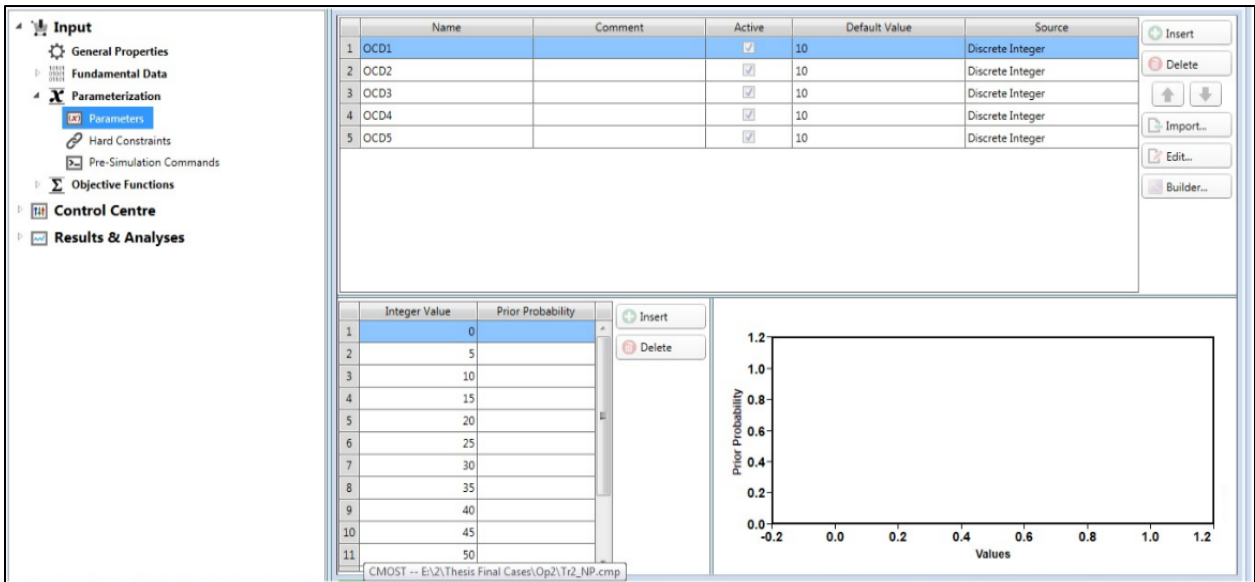 Input
General Properties
Fundamental Data
Parameterization
Parameters
Hard Constraints
Pre-Simulation Commands
Objective Functions
Control Centre
Results & Analyses
Name Comment Active Default Value Source
1 OCD1 10 Discrete Integer
2 OCD2 10 Discrete Integer
3 OCD3 10 Discrete Integer
4 OCD4 10 Discrete Integer
5 OCD5 10 Discrete Integer
Insert
Delete
Import...
Edit...
Builder...
Integer Value Prior Probability
1 0
2 5
3 10
4 15
5 20
6 25
7 30
8 35
9 40
10 45
11 50
Insert
Delete
CMOST -- E:\2\Thesis Final Cases\Op2\Tr2_NP.cmp
Prior Probability
1.2
1.0
0.8
0.6
0.4
0.2
0.0
-0.2 0.0 0.2 0.4 0.6 0.8 1.0 1.2
Values